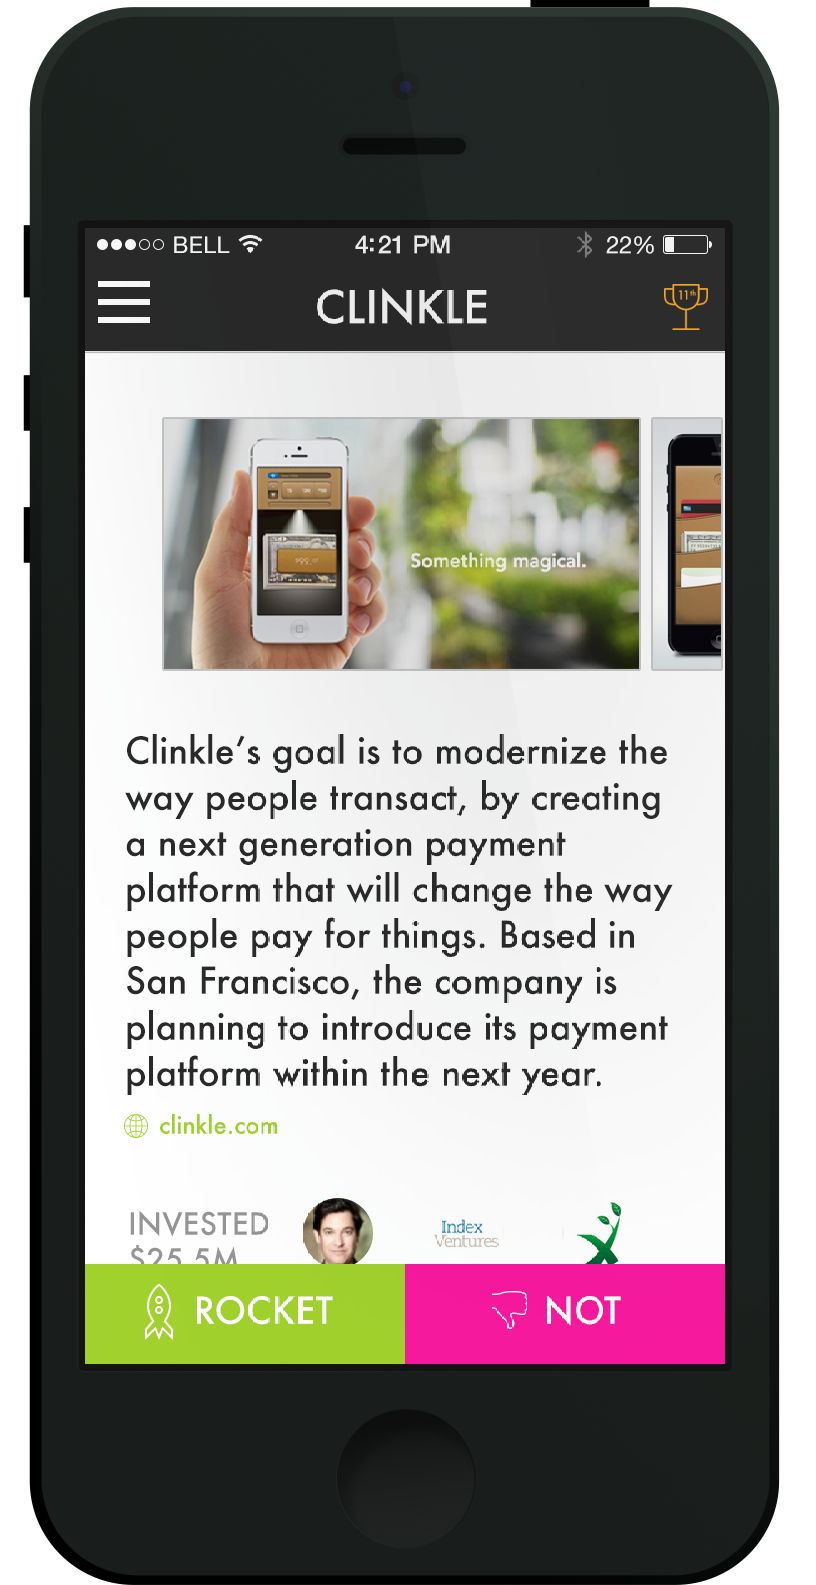 BELL 4:21 PM 22%
CLINKLE
11th
Something magical.
Clinkle's goal is to modernize the
way people transact, by creating
a next generation payment
platform that will change the way
people pay for things. Based in
San Francisco, the company is
planning to introduce its payment
platform within the next year.
clinkle.com
INVESTED
$25.5M
Index
Ventures
ROCKET
NOT